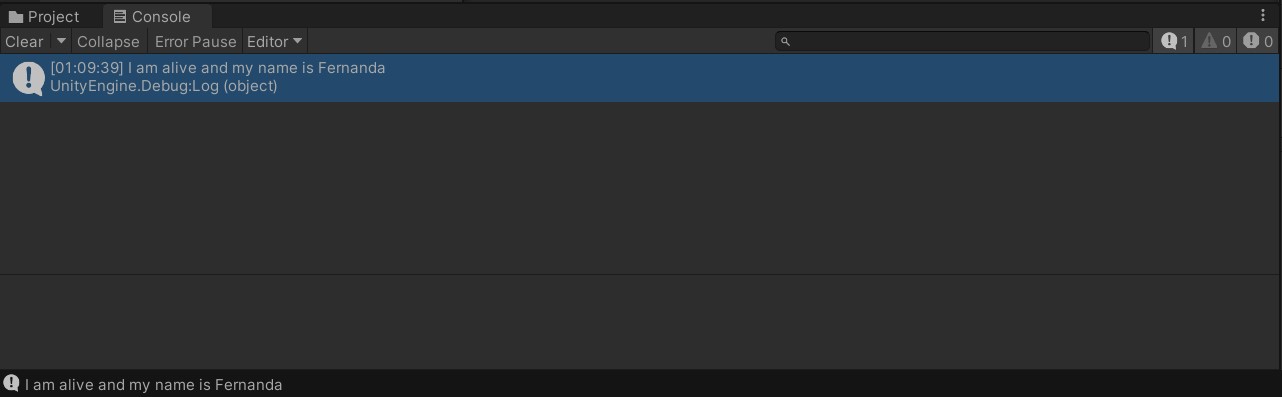 Project Console
Clear Collapse Error Pause Editor 1 0 0
[01:09:39] I am alive and my name is Fernanda
UnityEngine.Debug:Log (object)
I am alive and my name is Fernanda